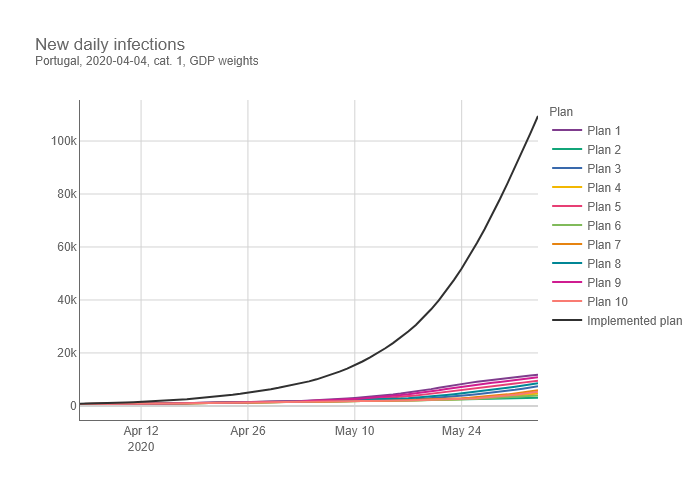 New daily infections
Portugal, 2020-04-04, cat. 1, GDP weights
Plan
Plan 1
Plan 2
Plan 3
Plan 4
Plan 5
Plan 6
Plan 7
Plan 8
Plan 9
Plan 10
Implemented plan
100k
80k
60k
40k
20k
0
Apr 12 Apr 26 May 10 May 24
2020